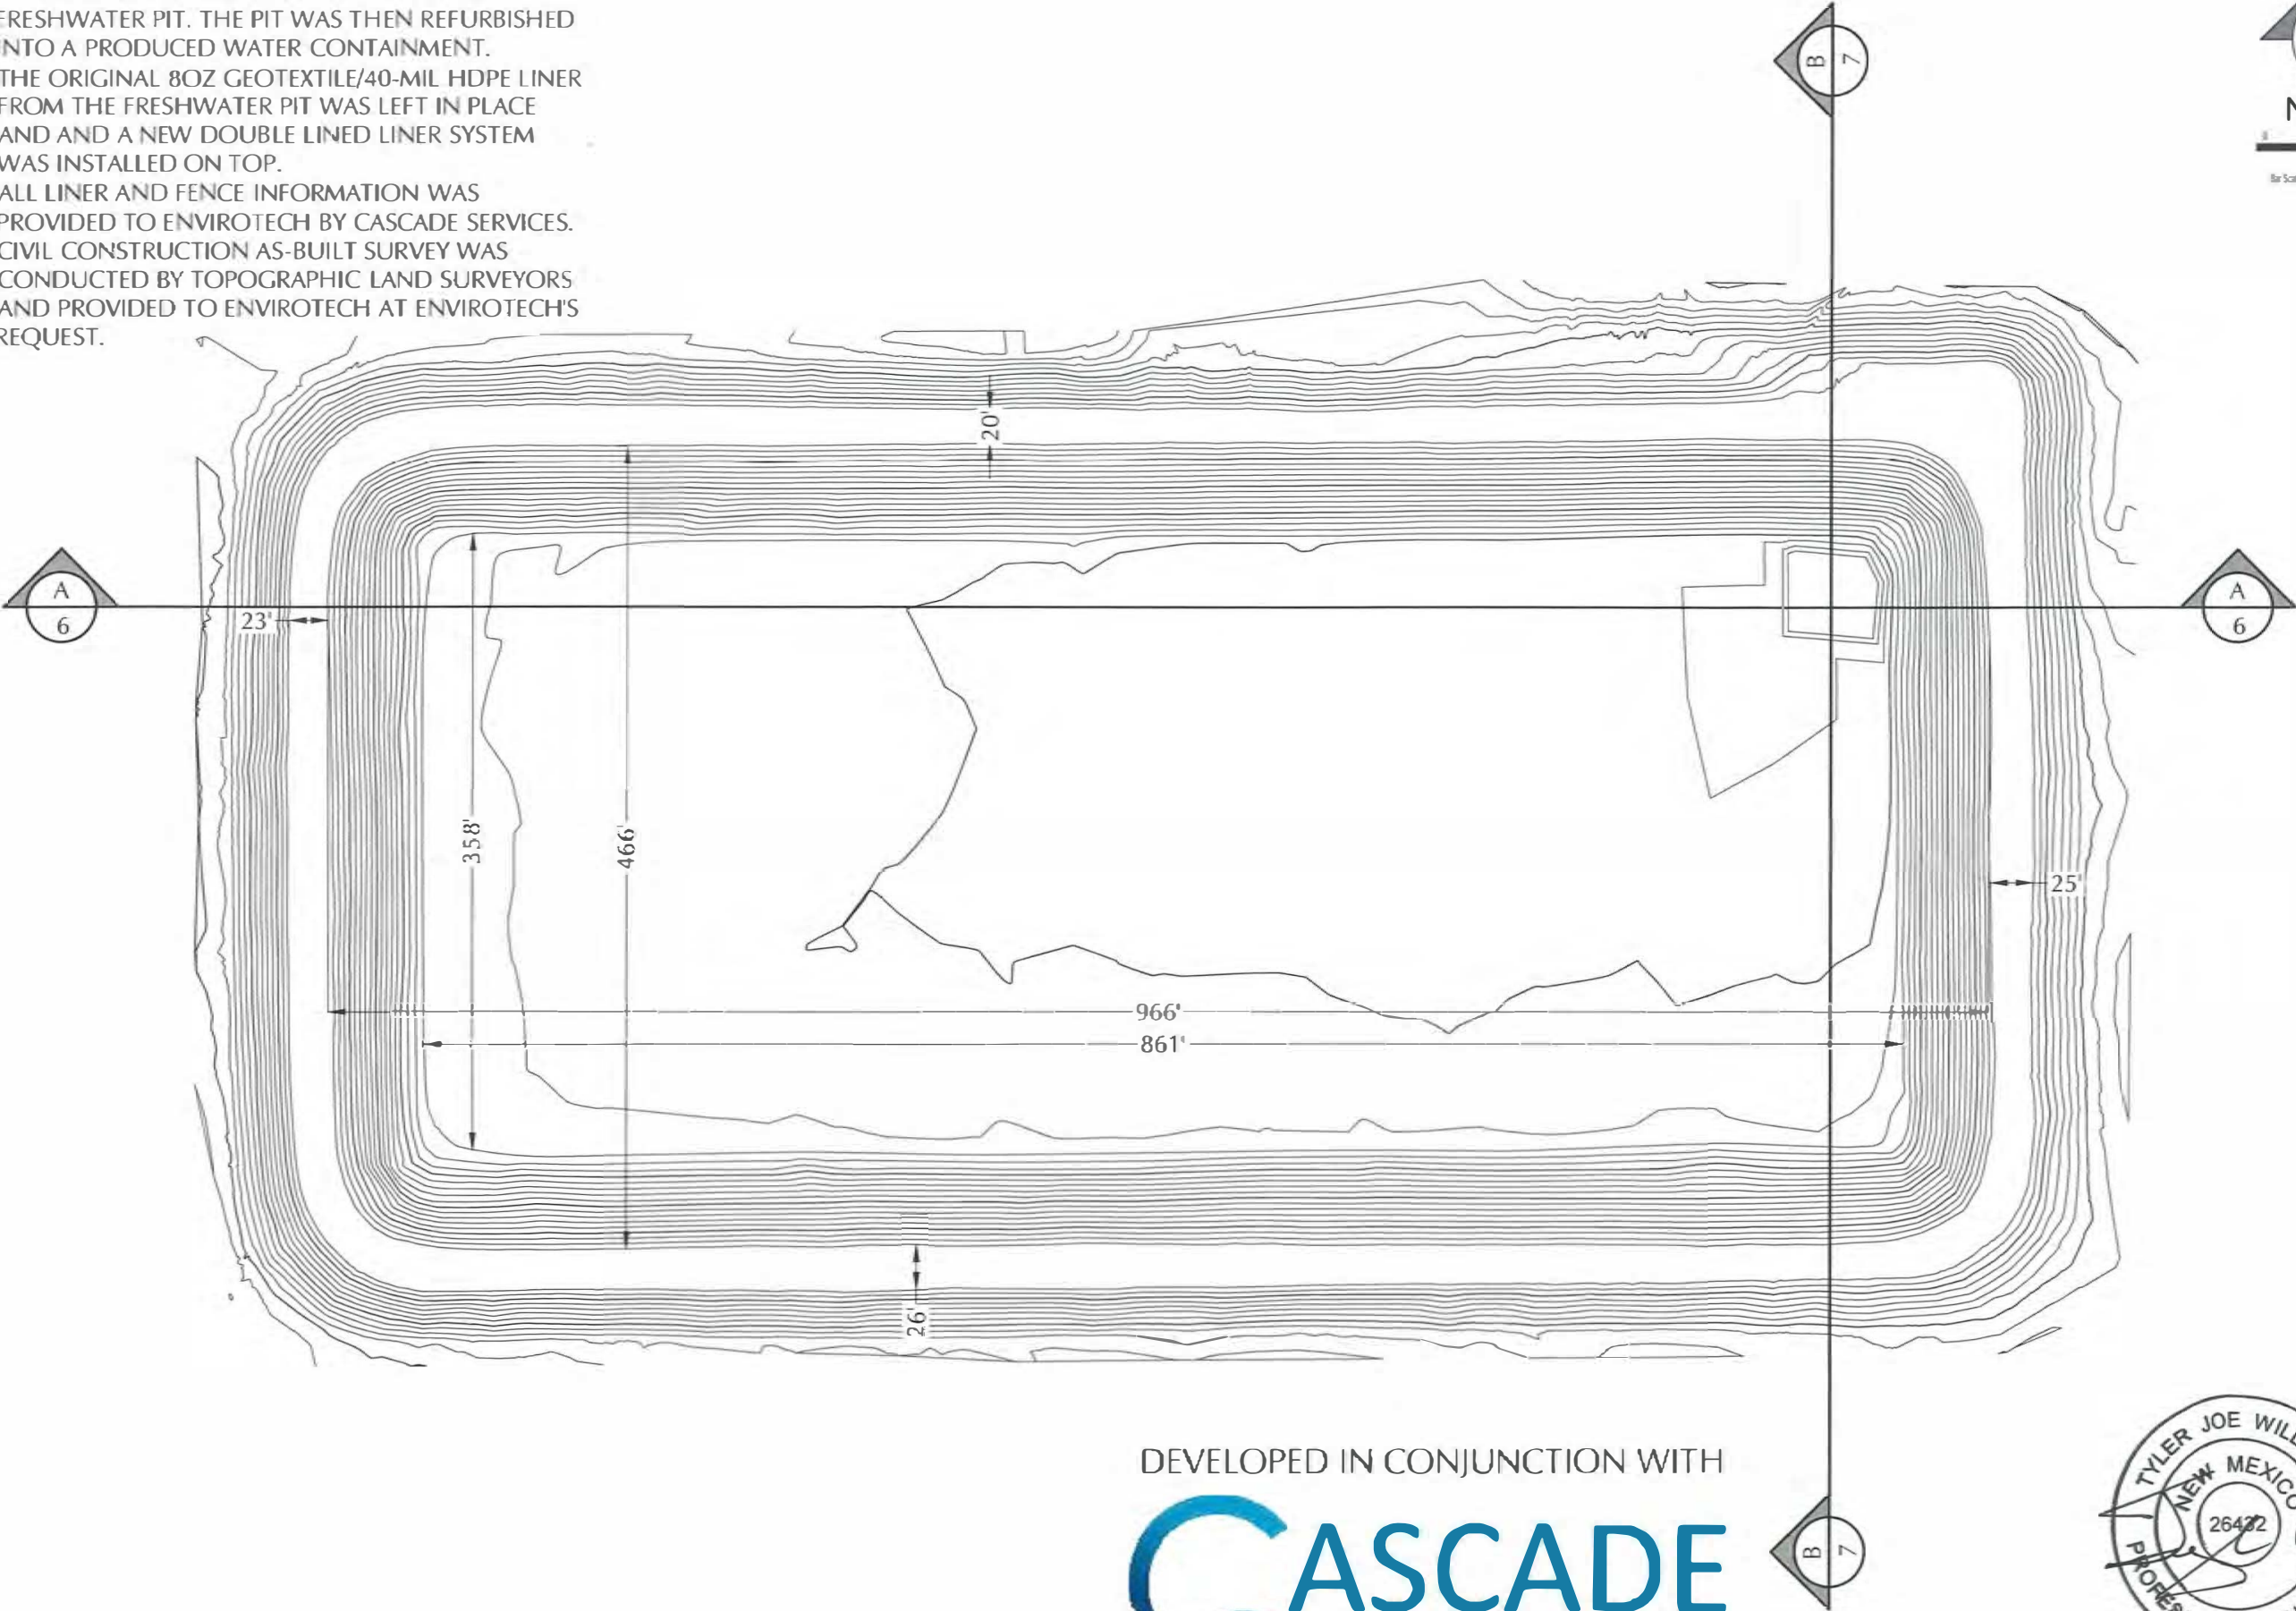 FRESHWATER PIT. THE PIT WAS THEN REFURBISHED
INTO A PRODUCED WATER CONTAINMENT.
THE ORIGINAL 8OZ GEOTEXTILE/40-MIL HDPE LINER
FROM THE FRESHWATER PIT WAS LEFT IN PLACE
AND AND A NEW DOUBLE LINED LINER SYSTEM
WAS INSTALLED ON TOP.
ALL LINER AND FENCE INFORMATION WAS
PROVIDED TO ENVIROTECH BY CASCADE SERVICES.
CIVIL CONSTRUCTION AS-BUILT SURVEY WAS
CONDUCTED BY TOPOGRAPHIC LAND SURVEYORS
AND PROVIDED TO ENVIROTECH AT ENVIROTECH'S
REQUEST.
B
7
N
20'
A
6
A
6
23'
358'
466'
25'
966'
861'
26'
DEVELOPED IN CONJUNCTION WITH
CASCADE
B
7
TYLER JOE
NEW MEXICO
26432